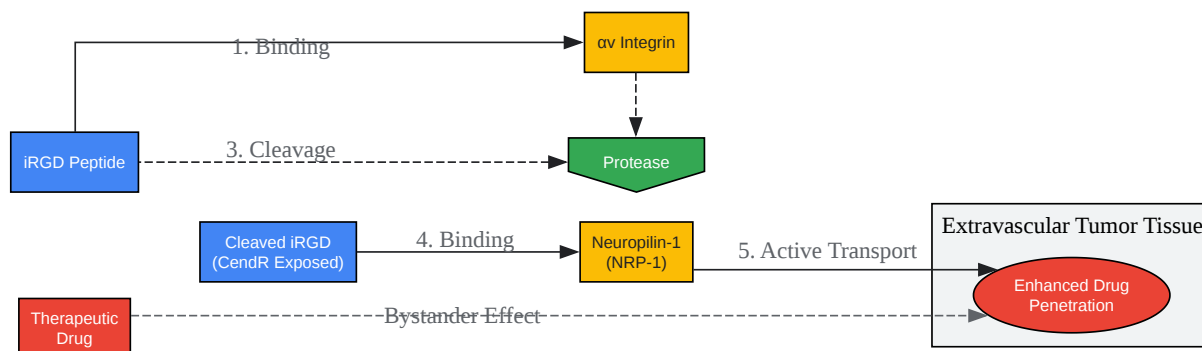 1. Binding
αv Integrin
iRGD Peptide
3. Cleavage
Protease
Cleaved iRGD
(CendR Exposed)
4. Binding
Neuropilin-1
(NRP-1)
5. Active Transport
Extravascular Tumor Tissue
Enhanced Drug
Penetration
Therapeutic
Drug
Bystander Effect